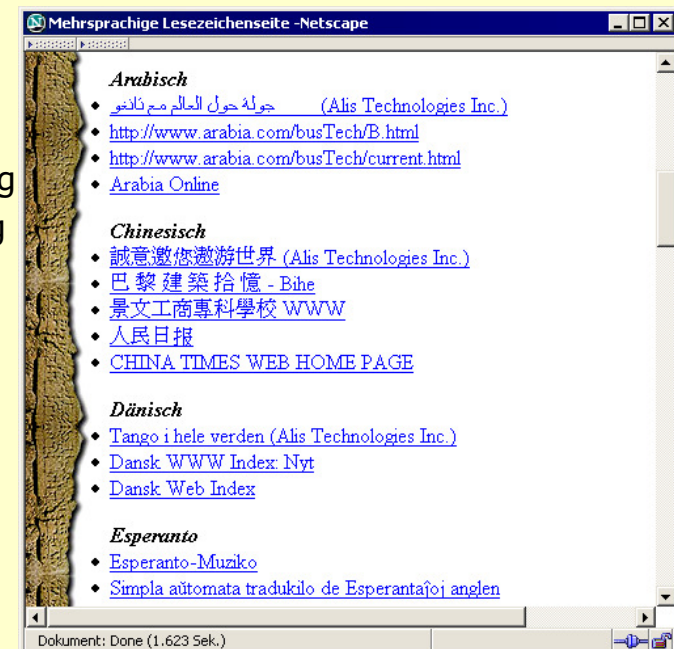 Mehrsprachige Lesezeichenseite -Netscape
g
g
Arabisch
جولة حول العالم مع تانغو (Alis Technologies Inc.)
http://www.arabia.com/busTech/B.html
http://www.arabia.com/busTech/current.html
Arabia Online
Chinesisch
誠意邀您遨游世界 (Alis Technologies Inc.)
巴黎建築拾憶 - Bihe
景文工商專科學校 WWW
人民日报
CHINA TIMES WEB HOME PAGE
Dänisch
Tango i hele verden (Alis Technologies Inc.)
Dansk WWW Index: Nyt
Dansk Web Index
Esperanto
Esperanto-Muziko
Simpla aŭtomata tradukilo de Esperantaĵoj anglen
Dokument: Done (1.623 Sek.)